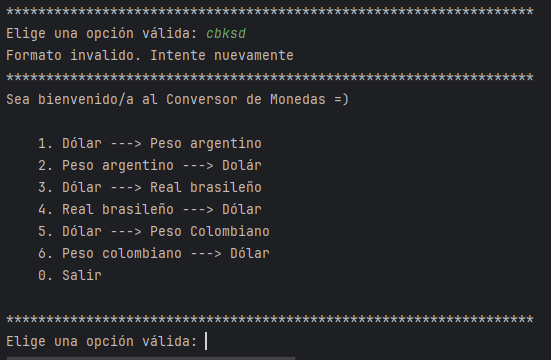 ******************************************************************
Elige una opción válida: cbksd
Formato invalido. Intente nuevamente
******************************************************************
Sea bienvenido/a al Conversor de Monedas =)
1. Dólar ---> Peso argentino
2. Peso argentino ---> Dolár
3. Dólar ---> Real brasileño
4. Real brasileño ---> Dólar
5. Dólar ---> Peso Colombiano
6. Peso colombiano ---> Dólar
0. Salir
******************************************************************
Elige una opción válida: